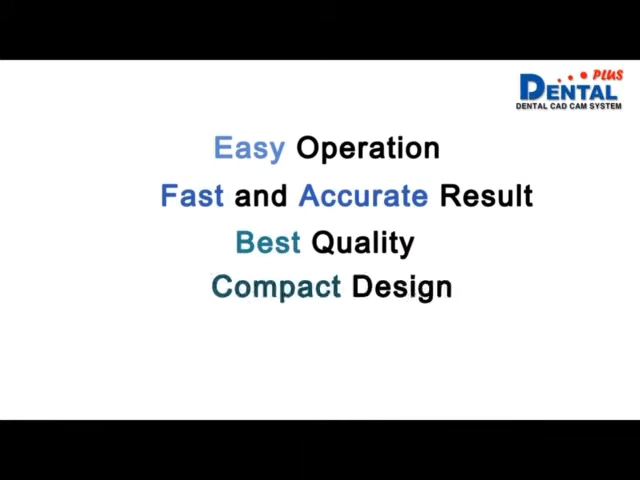 PLUS
DENTAL
DENTAL CAD CAM SYSTEM
Easy Operation
Fast and Accurate Result
Best Quality
Compact Design